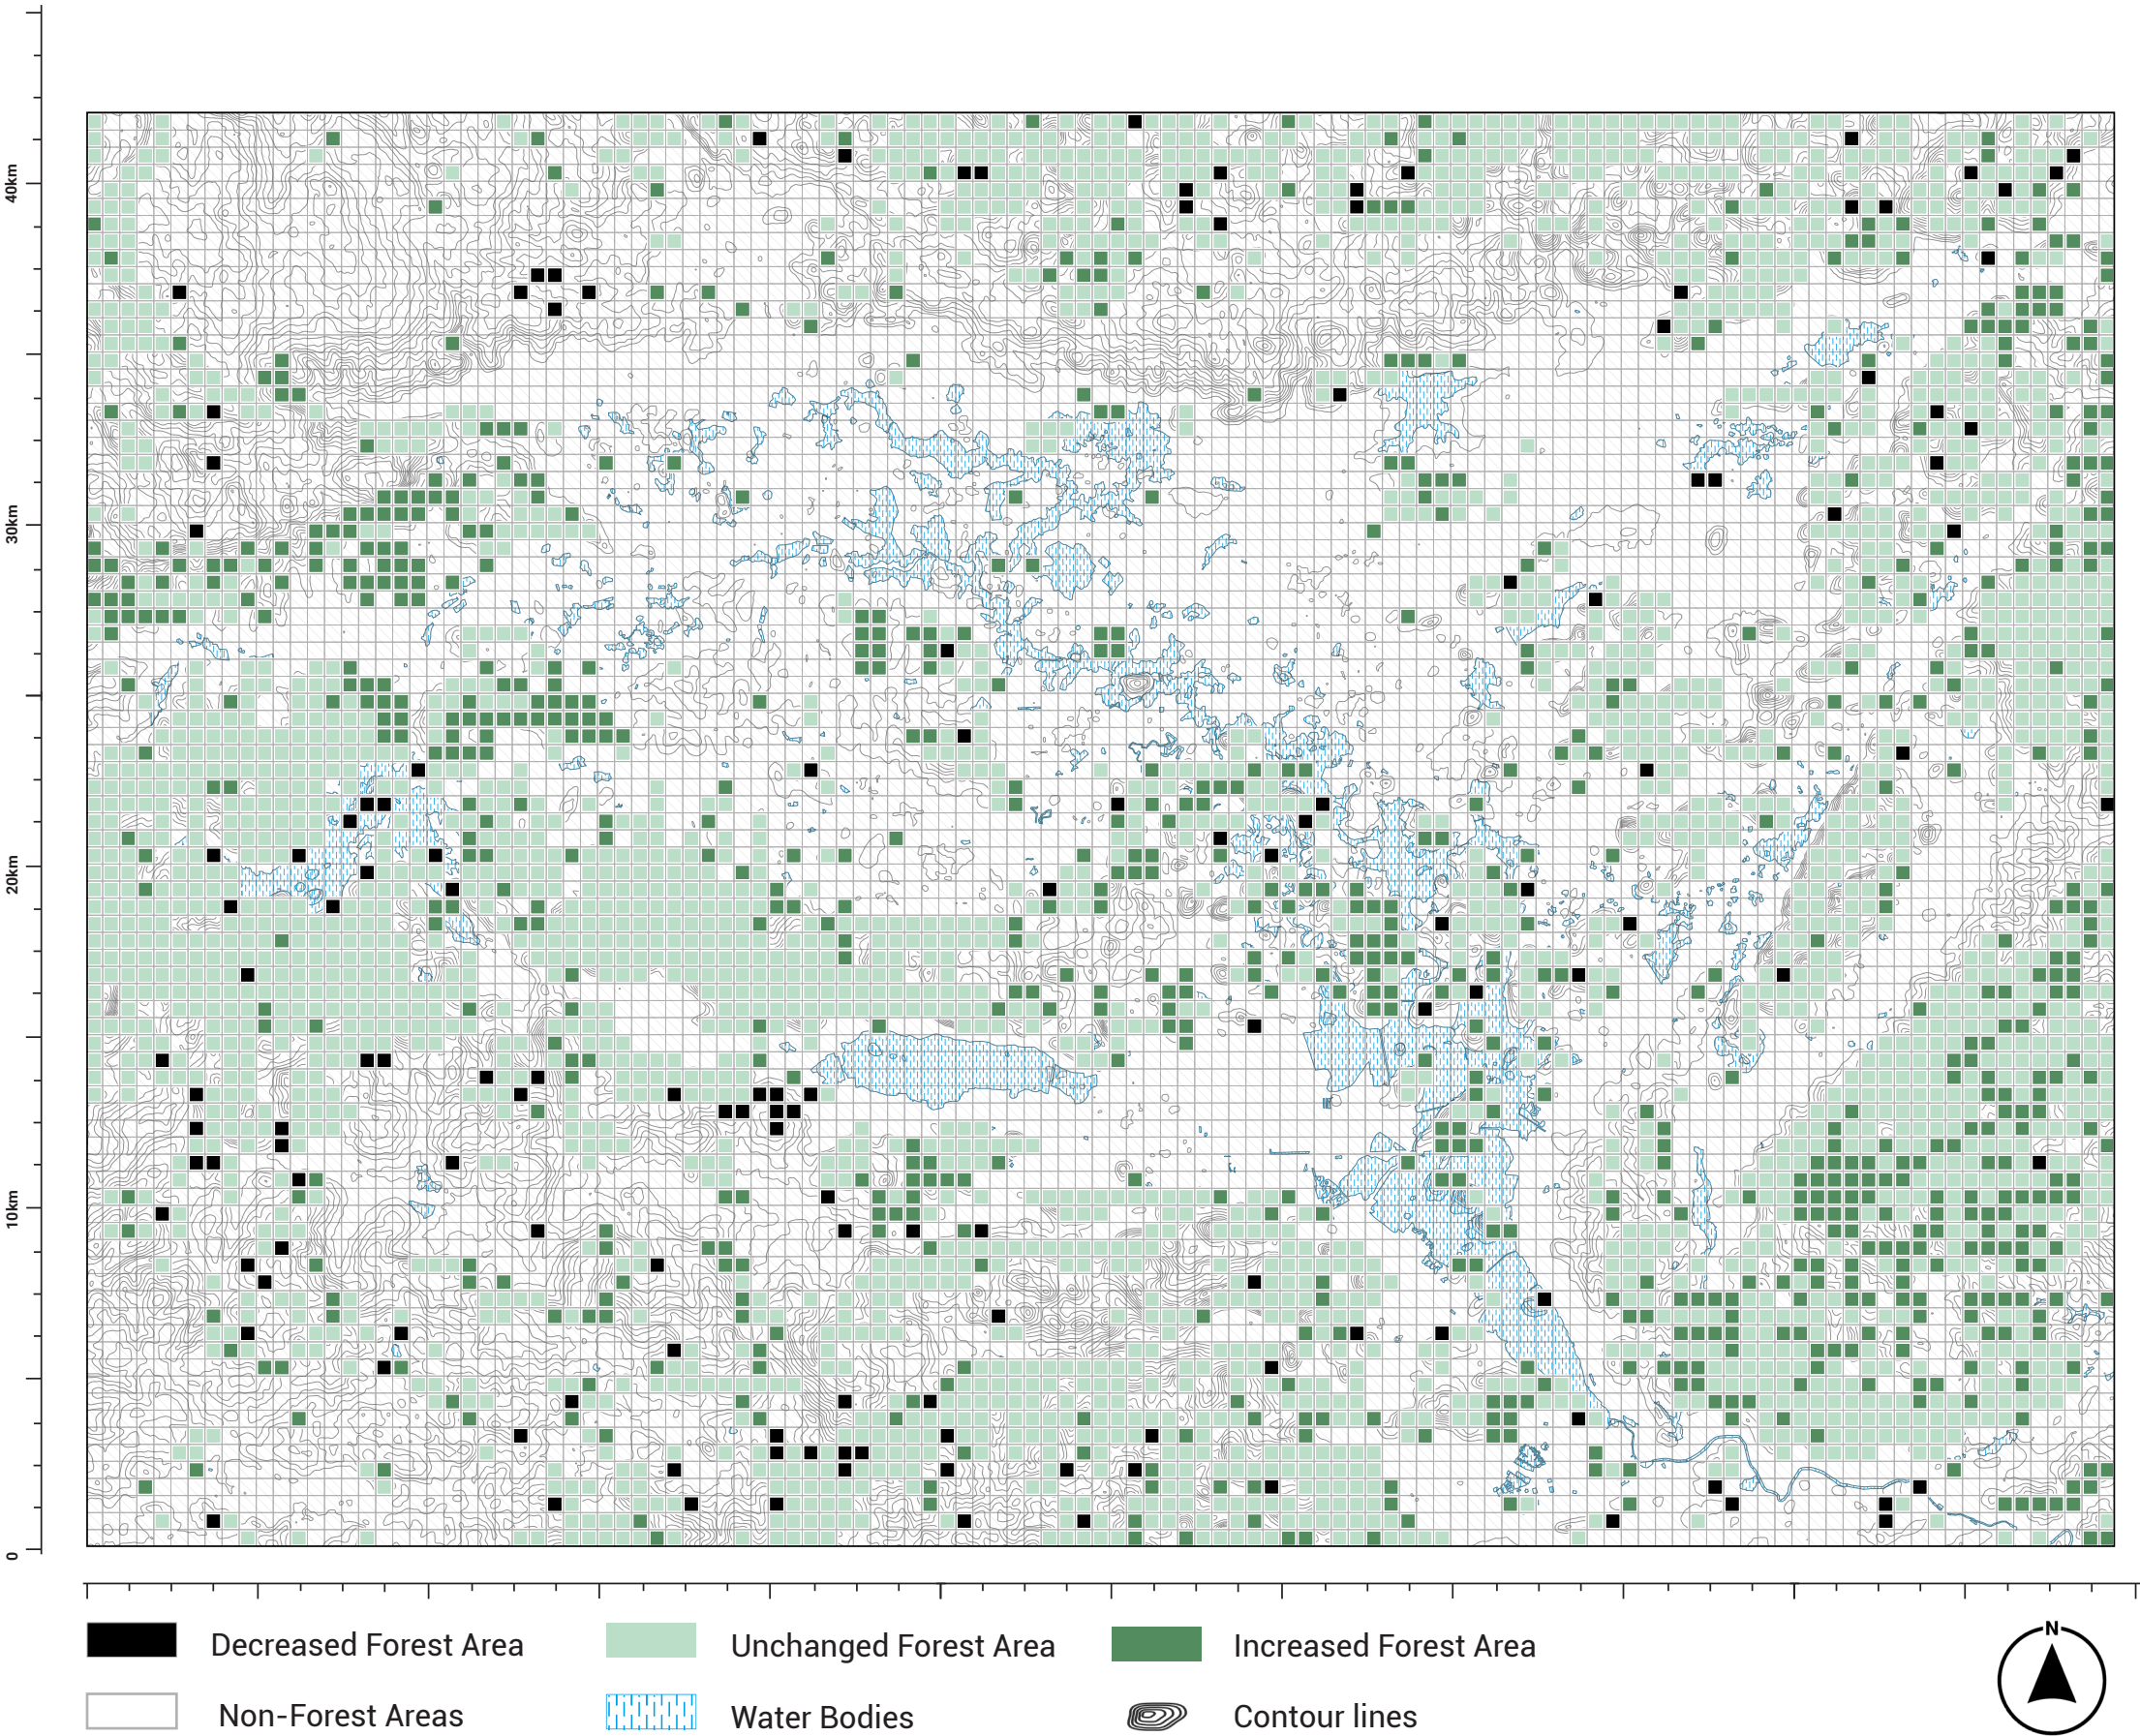 40km
30km
20km
10km
0
Decreased Forest Area
Unchanged Forest Area
Increased Forest Area
Non-Forest Areas
Water Bodies
Contour lines
N